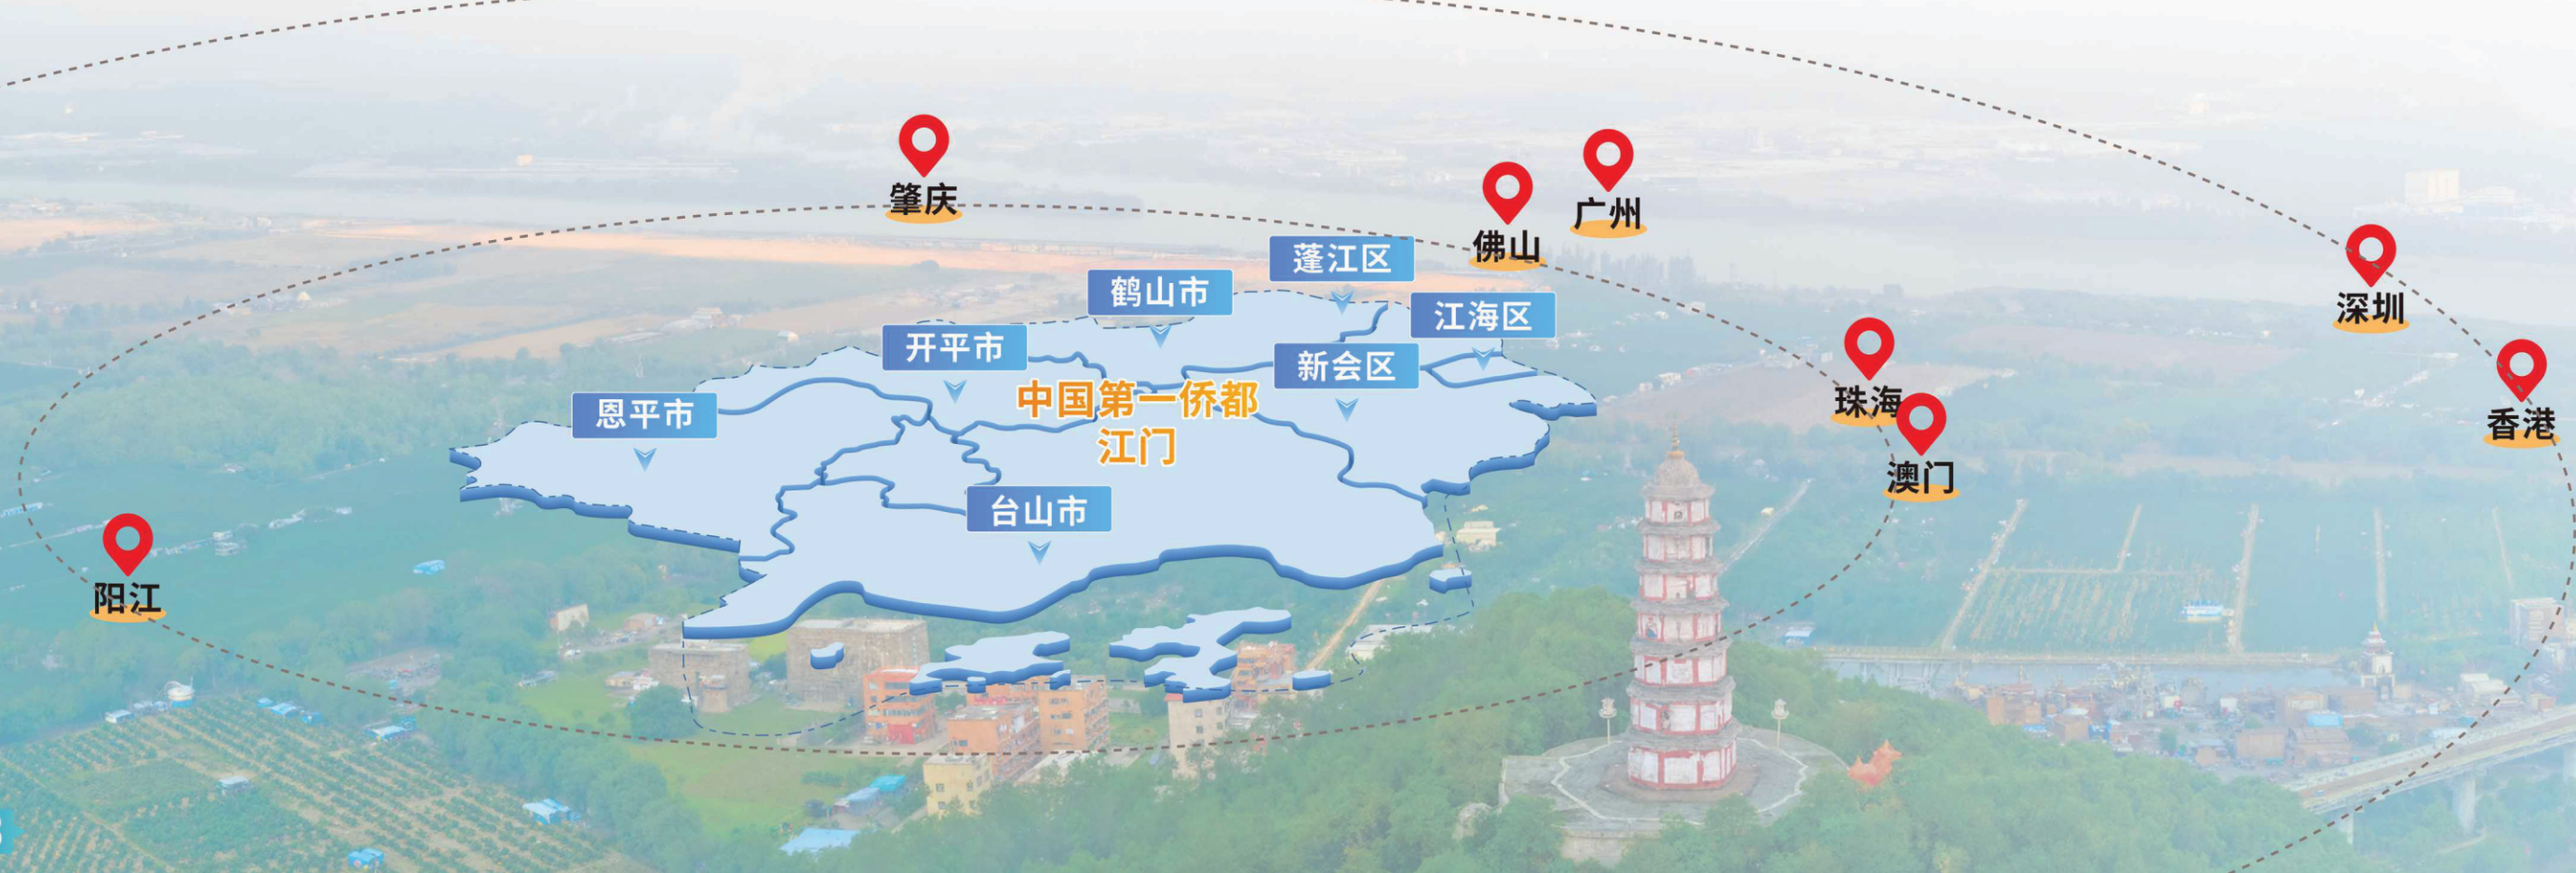 肇庆
广州
佛山
蓬江区
深圳
鹤山市
江海区
开平市
新会区
珠海
香港
中国第一侨都
恩平市
江门
澳门
台山市
阳江